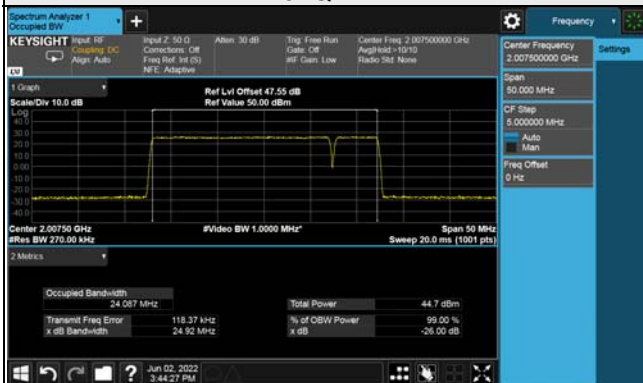 Spectrum Analyzer 1
Occupied BW
Frequency
KEYSIGHT
Input: RF
Coupling: DC
Align: Auto
Input Z: 50 Ω
Corrections: Off
Freq Ref: Int (S)
NFE: Adaptive
Atten: 30 dB
Trig: Free Run
Gate: Off
#IF Gain: Low
Center Freq: 2.007500000 GHz
Avg|Hold:>10/10
Radio Std: None
Center Frequency
2.007500000 GHz
Settings
Span
50.000 MHz
CF Step
5.000000 MHz
Auto
Man
Freq Offset
0 Hz
1 Graph
Scale/Div 10.0 dB
Ref Lvl Offset 47.55 dB
Ref Value 50.00 dBm
Log
40.0
30.0
20.0
10.0
0.00
-10.0
-20.0
-30.0
-40.0
Center 2.00750 GHz
#Video BW 1.0000 MHz*
Span 50 MHz
#Res BW 270.00 kHz
Sweep 20.0 ms (1001 pts)
2 Metrics
Occupied Bandwidth
24.087 MHz
Total Power
44.7 dBm
Transmit Freq Error
118.37 kHz
% of OBW Power
99.00 %
x dB Bandwidth
24.92 MHz
x dB
-26.00 dB
Jun 02, 2022
3:44:27 PM